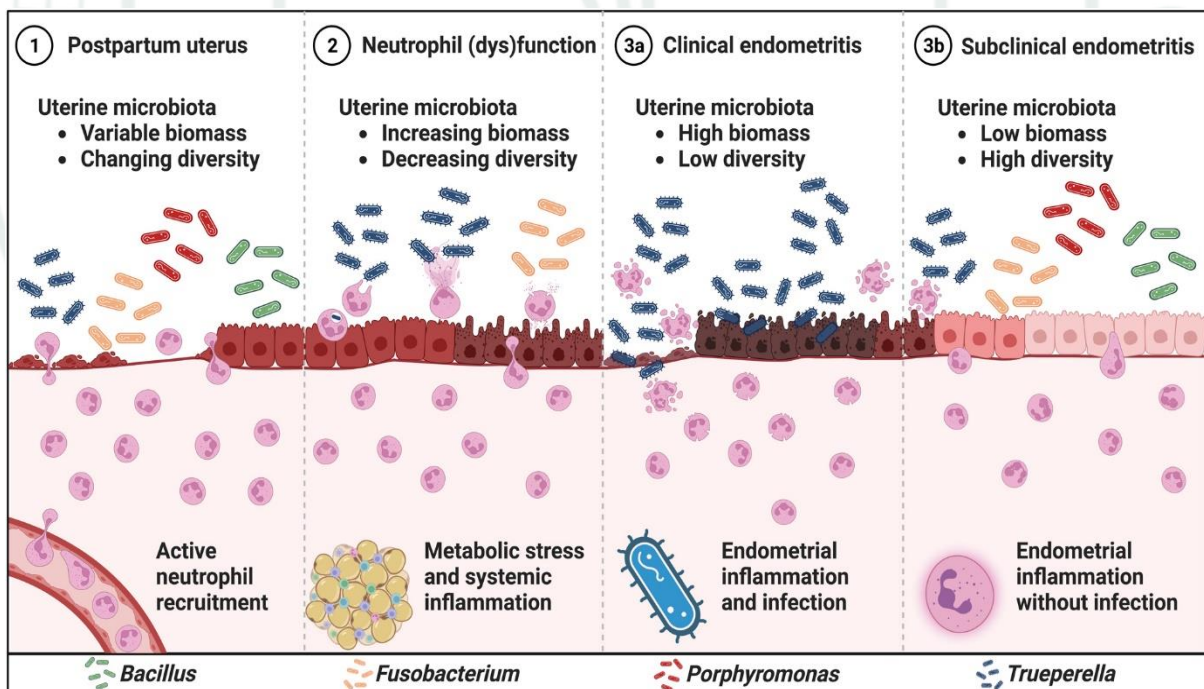 1 Postpartum uterus
Uterine microbiota
• Variable biomass
• Changing diversity
Active
neutrophil
recruitment
2 Neutrophil (dys)function
Uterine microbiota
• Increasing biomass
• Decreasing diversity
Metabolic stress
and systemic
inflammation
3a Clinical endometritis
Uterine microbiota
• High biomass
• Low diversity
Endometrial
inflammation
and infection
3b Subclinical endometritis
Uterine microbiota
• Low biomass
• High diversity
Endometrial
inflammation
without infection
Bacillus
Fusobacterium
Porphyromonas
Trueperella